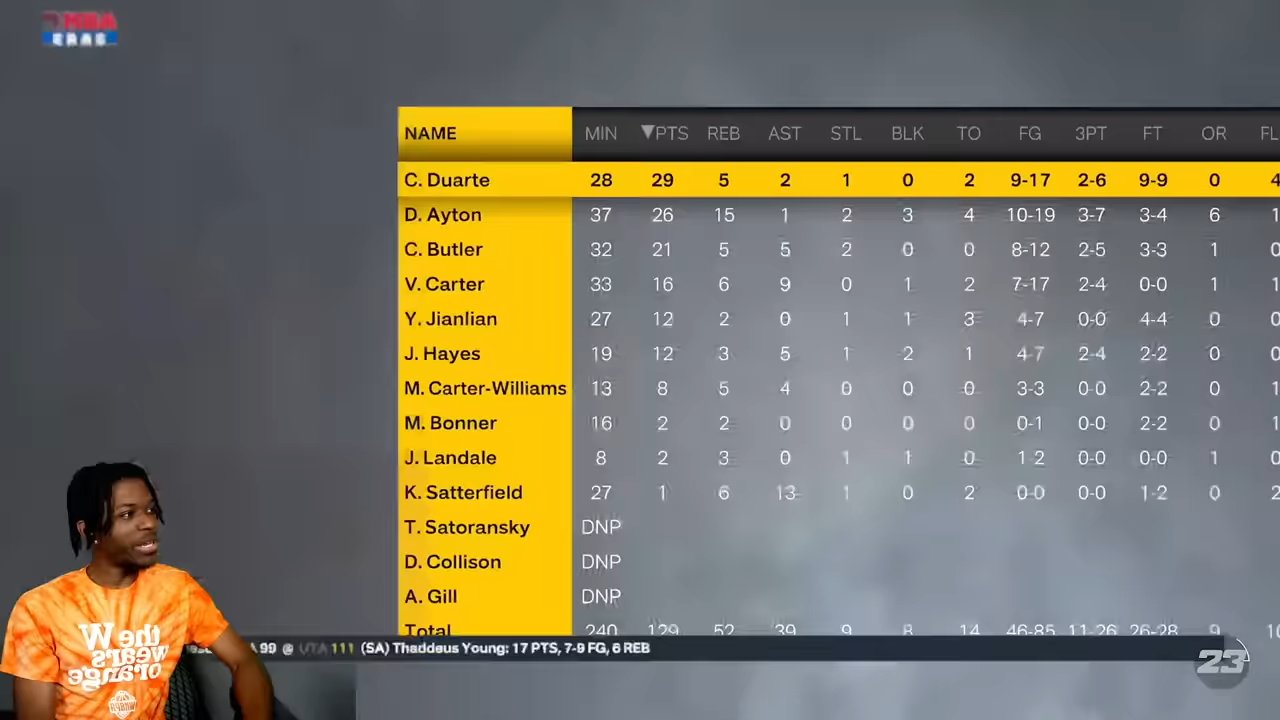 NBA
ERAS
NAME MIN ▼PTS REB AST STL BLK TO FG 3PT FT OR
C. Duarte 28 29 5 2 1 0 2 9-17 2-6 9-9 0 4
D. Ayton 37 26 15 1 2 3 4 10-19 3-7 3-4 6 1
C. Butler 32 21 5 5 2 0 0 8-12 2-5 3-3 1 0
V. Carter 33 16 6 9 0 1 2 7-17 2-4 0-0 1 1
Y. Jianlian 27 12 2 0 1 1 3 4-7 0-0 4-4 0 0
J. Hayes 19 12 3 5 1 2 1 4-7 2-4 2-2 0 0
M. Carter-Williams 13 8 5 4 0 0 0 3-3 0-0 2-2 0 1
M. Bonner 16 2 2 0 0 0 0 0-1 0-0 2-2 0 1
J. Landale 8 2 3 0 1 1 0 1-2 0-0 0-0 1 0
K. Satterfield 27 1 6 13 1 0 2 0-0 0-0 1-2 0 2
T. Satoransky DNP
D. Collison DNP
A. Gill DNP
Total 240 129 52 39 9 8 14 46-85 11-26 26-28 9
99 @ UTA 111 (SA) Thaddeus Young: 17 PTS, 7-9 FG, 6 REB
23
the W
wears
orange